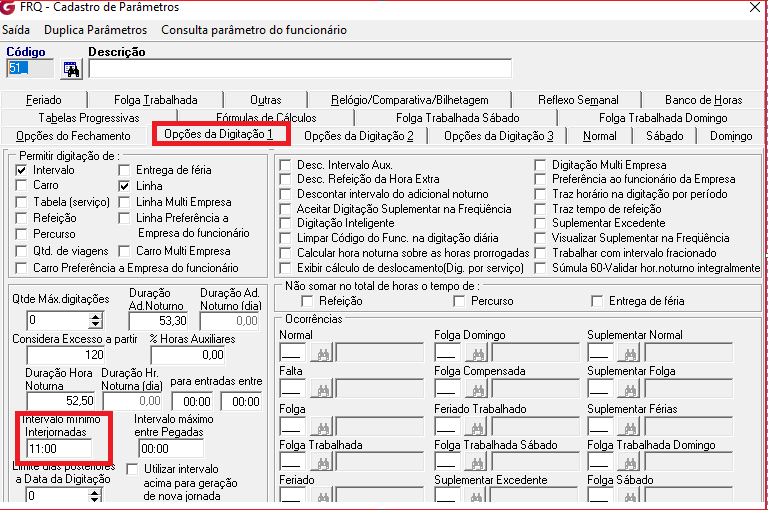 FRQ - Cadastro de Parâmetros
Saída Duplica Parâmetros Consulta parâmetro do funcionário
Código Descrição
51
Feriado Folga Trabalhada Outras Relógio/Comparativa/Bilhetagem Reflexo Semanal Banco de Horas
Tabelas Progressivas Fórmulas de Cálculos Folga Trabalhada Sábado Folga Trabalhada Domingo
Opções do Fechamento Opções da Digitação 1 Opções da Digitação 2 Opções da Digitação 3 Normal Sábado Domingo
Permitir digitação de :
Intervalo Entrega de féria
Carro Linha
Tabela (serviço) Linha Multi Empresa
Refeição Linha Preferência a
Percurso Empresa do funcionário
Qtd. de viagens Carro Multi Empresa
Carro Preferência a Empresa do funcionário
Desc. Intervalo Aux. Digitação Multi Empresa
Desc. Refeição da Hora Extra Preferência ao funcionário da Empresa
Descontar intervalo do adicional noturno Traz horário na digitação por período
Aceitar Digitação Suplementar na Freqüência Traz tempo de refeição
Digitação Inteligente Suplementar Excedente
Limpar Código do Func. na digitação diária Visualizar Suplementar na Freqüência
Calcular hora noturna sobre as horas prorrogadas Trabalhar com intervalo fracionado
Exibir cálculo de deslocamento(Dig. por serviço) Súmula 60-Validar hor.noturno integralmente
Não somar no total de horas o tempo de :
Refeição Percurso Entrega de féria
Qtde Máx.digitações Duração Ad.Noturno Duração Ad. Noturno (dia)
0 53,30 0,00
Considera Excesso a partir % Horas Auxiliares
120 0,00
Duração Hora Noturna Duração Hr. Noturna (dia) para entradas entre
52,50 0,00 00:00 00:00
Intervalo mínimo Interjornadas Intervalo máximo entre Pegadas
11:00 00:00
Limite dias posteriores a Data da Digitação Utilizar intervalo acima para geração de nova jornada
0
Ocorrências
Normal Folga Domingo Suplementar Normal
Falta Folga Compensada Suplementar Folga
Folga Feriado Trabalhado Suplementar Férias
Folga Trabalhada Folga Trabalhada Sábado Folga Trabalhada Domingo
Feriado Suplementar Excedente Folga Sábado